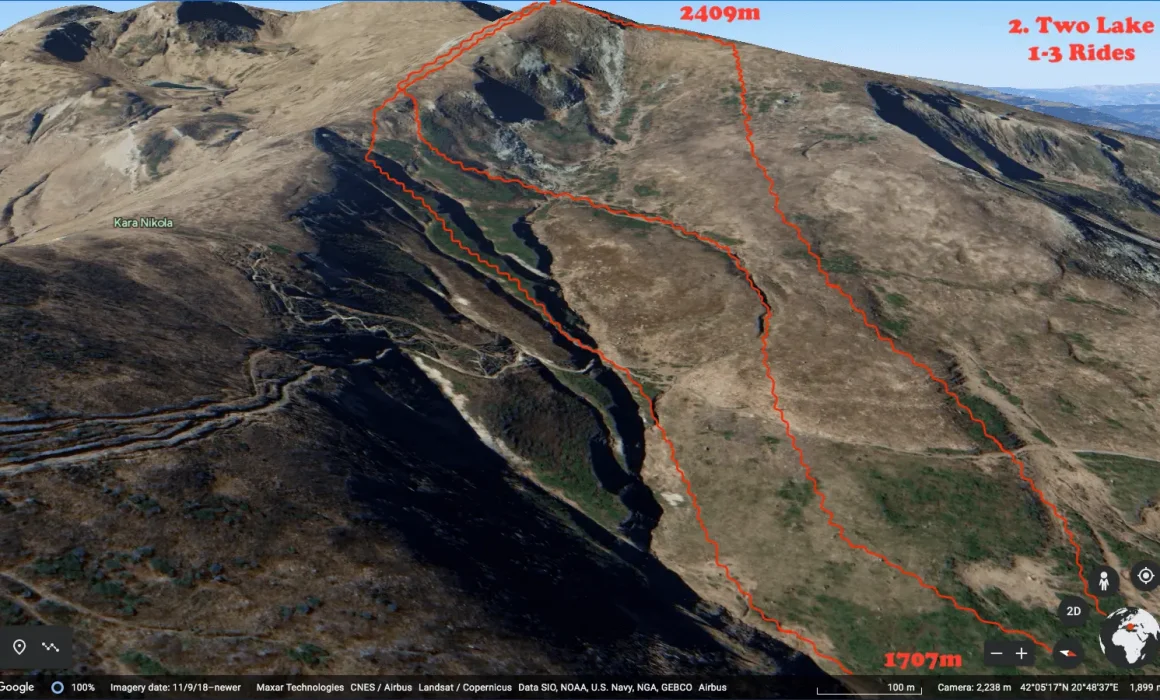 2409m
2. Two Lake
1-3 Rides
Kara Nikola
2D
1707m
Google
100%
Imagery date: 11/9/18–newer
Maxar Technologies CNES / Airbus Landsat / Copernicus Data SIO, NOAA, U.S. Navy, NGA, GEBCO Airbus
100 m
Camera: 2,238 m 42°05'17"N 20°48'37"E 1,899 m